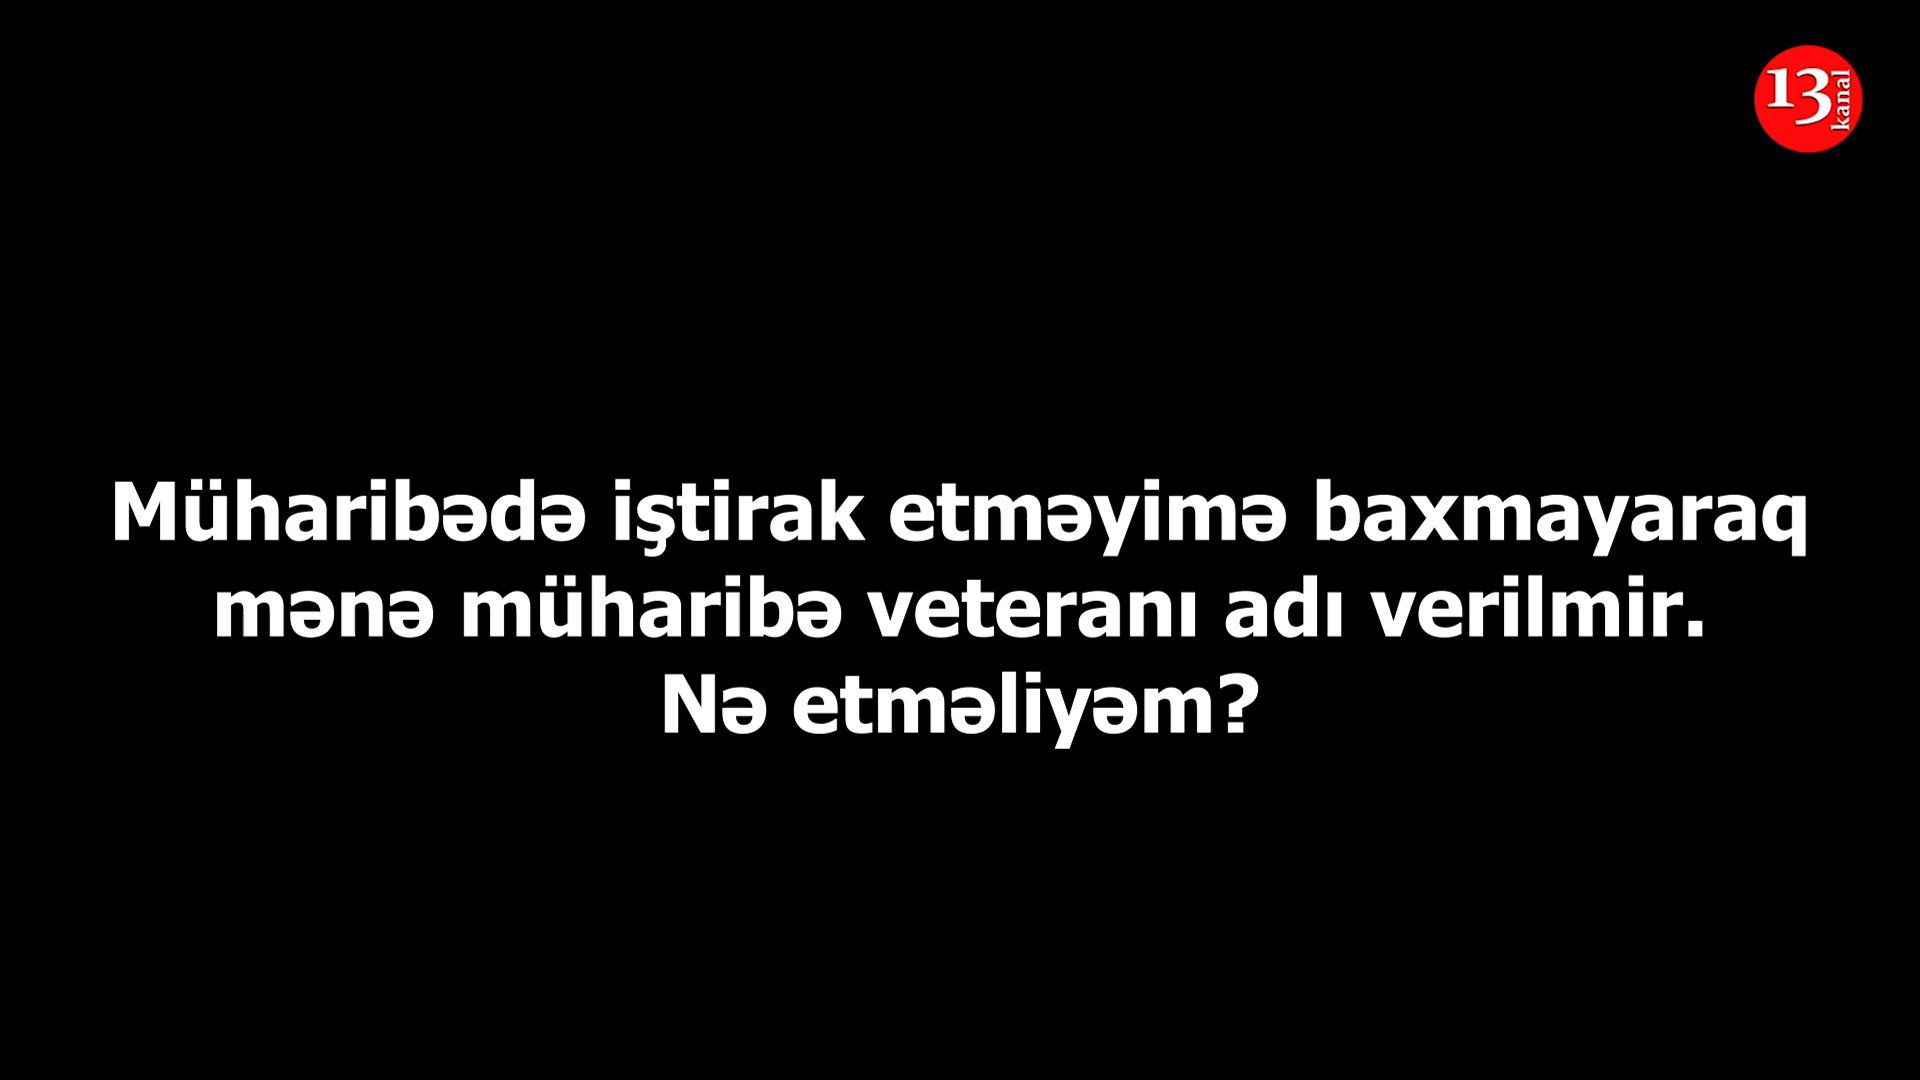 13
kanal
Müharibədə iştirak etməyimə baxmayaraq
mənə müharibə veteranı adı verilmir.
Nə etməliyəm?